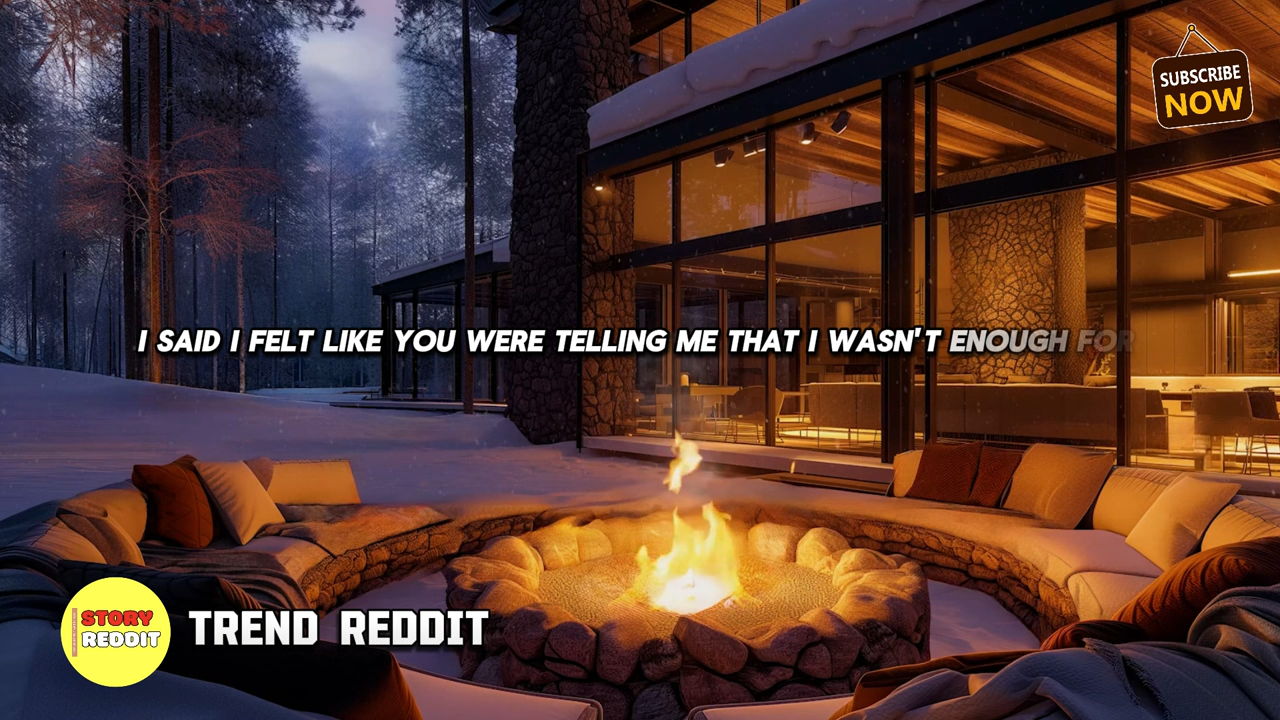 SUBSCRIBE
NOW
I SAID I FELT LIKE YOU WERE TELLING ME THAT I WASN'T ENOUGH FOR
STORY
REDDIT
TREND REDDIT